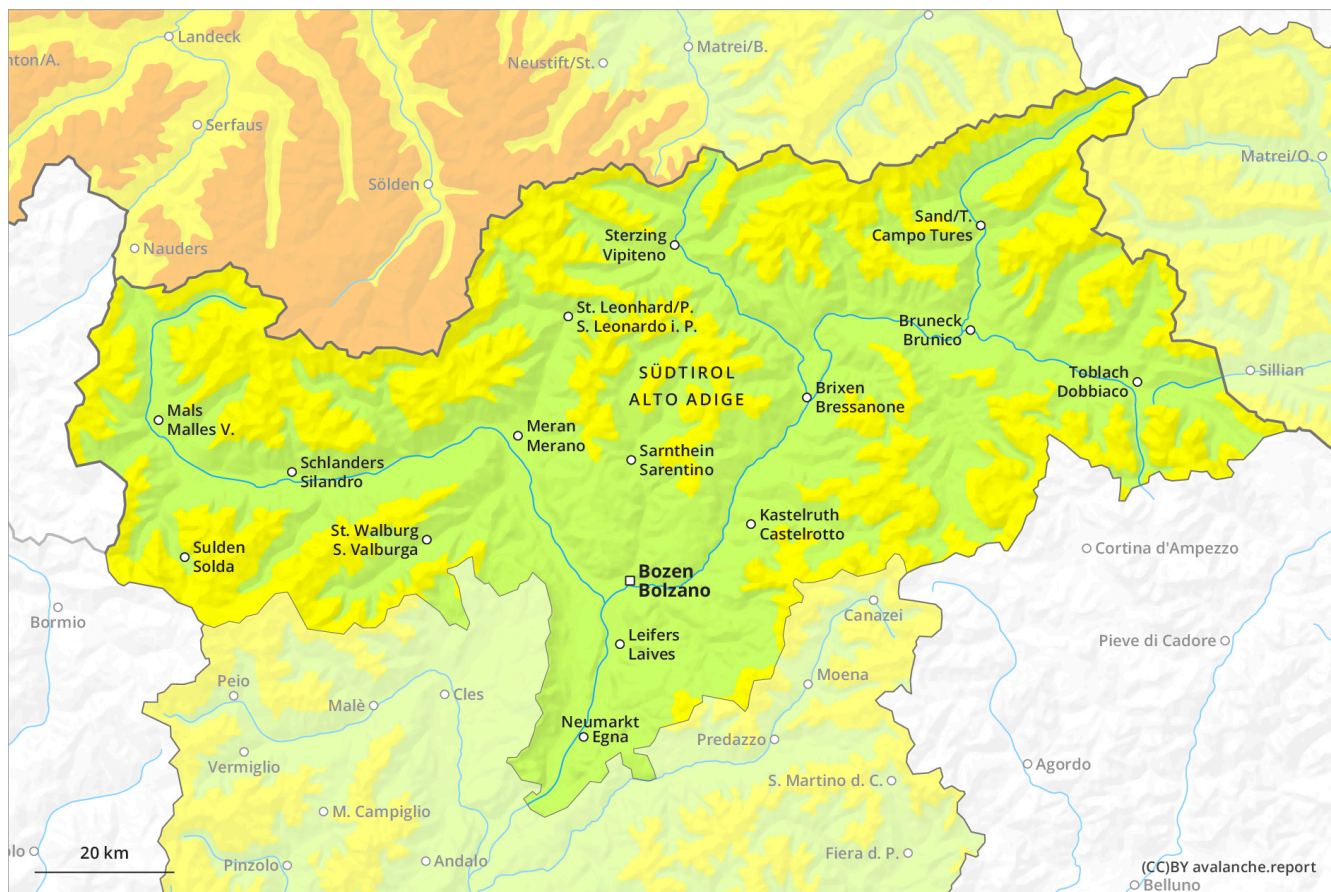 Landeck
nton/A.
Matrei/B.
Neustift/St.
Serfaus
Matrei/O.
Sölden
Nauders
Sand/T.
Campo Tures
Sterzing
Vipiteno
St. Leonhard/P.
S. Leonardo i. P.
Bruneck
Brunico
SÜDTIROL
ALTO ADIGE
Toblach
Dobbiaco
Sillian
Brixen
Bressanone
Mals
Malles V.
Meran
Merano
Sarnthein
Sarentino
Schlanders
Silandro
Kastelruth
Castelrotto
St. Walburg
S. Valburga
Sulden
Solda
Cortina d'Ampezzo
Bozen
Bolzano
Bormio
Canazei
Leifers
Laives
Pieve di Cadore
Peio
Moena
Malè
Cles
Neumarkt
Egna
Predazzo
Vermiglio
Agordo
S. Martino d. C.
M. Campiglio
olo
20 km
Andalo
Pinzolo
Fiera d. P.
(CC)BY avalanche.report
Belluno